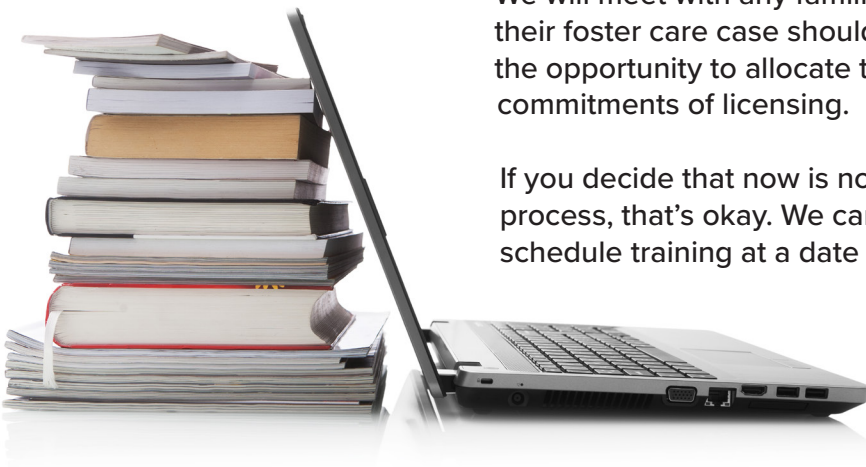 We will meet with any famili
their foster care case should
the opportunity to allocate t
commitments of licensing.
If you decide that now is no
process, that's okay. We ca
schedule training at a date